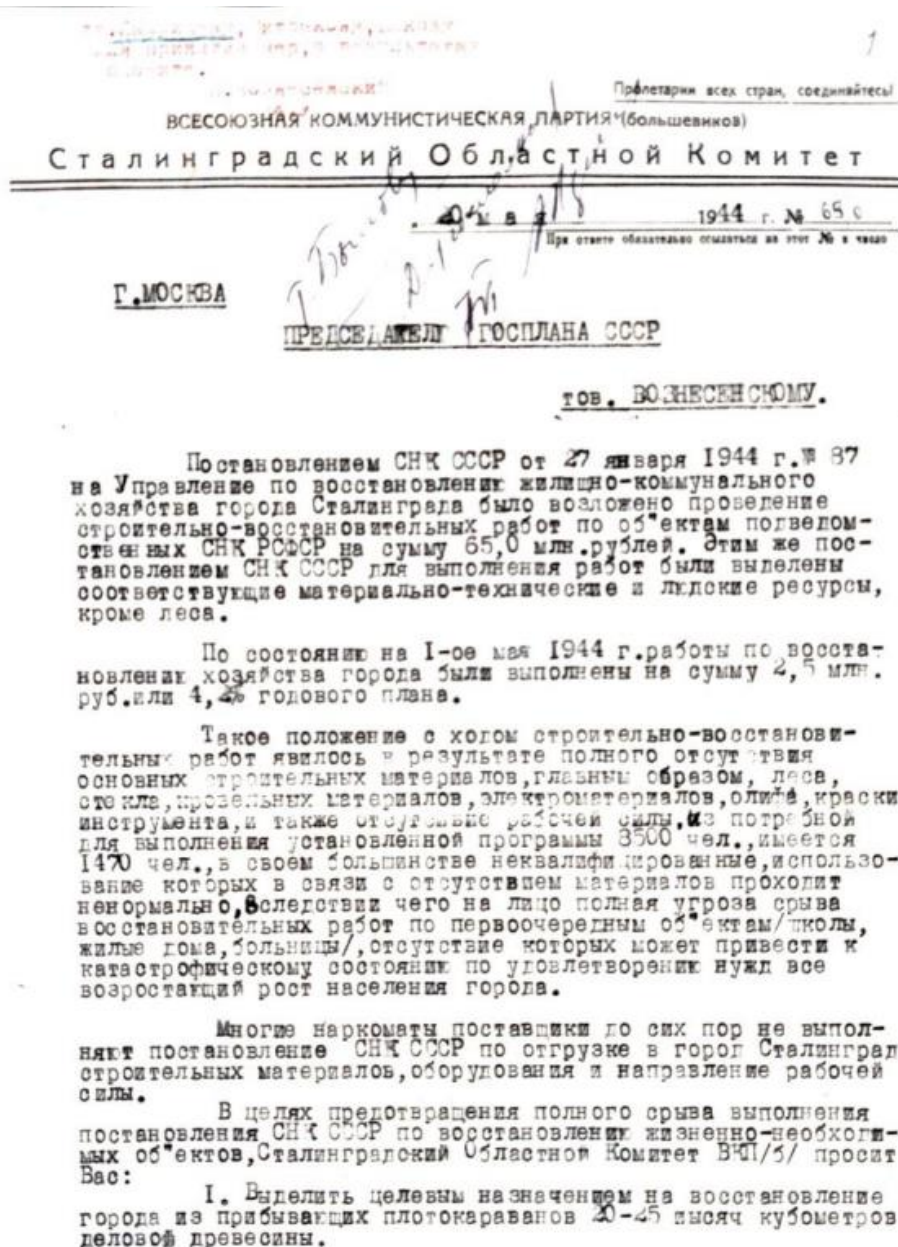 1
Пролетарии всех стран, соединяйтесь!
ВСЕСОЮЗНАЯ КОММУНИСТИЧЕСКАЯ ПАРТИЯ (большевиков)
Сталинградский Областной Комитет
мая 1944 г. №
При ответе обязательно ссылаться на этот № и число
Г.МОСКВА
ПРЕДСЕДАТЕЛЮ ГОСПЛАНА СССР
тов. ВОЗНЕСЕНСКОМУ.
Постановлением СНК СССР от 27 января 1944 г.№ 87
на Управление по восстановлению жилищно-коммунального
хозяйства города Сталинграда было возложено проведение
строительно-восстановительных работ по об"ектам подведом-
ственных СНК РСФСР на сумму 65,0 млн.рублей. Этим же пос-
тановлением СНК СССР для выполнения работ были выделены
соответствующие материально-технические и людские ресурсы,
кроме леса.
По состоянию на I-ое мая 1944 г.работы по восста-
новлению хозяйства города были выполнены на сумму 2,5 млн.
руб.или 4,2% годового плана.
Такое положение с ходом строительно-восстанови-
тельных работ явилось в результате полного отсутствия
основных строительных материалов,главным образом, леса,
стекла,кровельных материалов,электроматериалов,олифа,краски
инструмента,а также отсутствие рабочей силы,из потребной
для выполнения установленной программы 3500 чел.,имеется
1470 чел.,в своем большинстве неквалифицированные,использо-
вание которых в связи с отсутствием материалов проходит
ненормально,вследствии чего на лицо полная угроза срыва
восстановительных работ по первоочередным об"ектам/школы,
жилые дома,больницы/,отсутствие которых может привести к
катастрофическому состоянию по удовлетворению нужд все
возростающий рост населения города.
Многие наркоматы поставщики до сих пор не выпол-
няют постановление СНК СССР по отгрузке в город Сталинград
строительных материалов,оборудования и направление рабочей
силы.
В целях предотвращения полного срыва выполнения
постановления СНК СССР по восстановлению жизненно-необходи-
мых об"ектов,Сталинградский Областной Комитет ВКП/б/ просит
Вас:
I. Выделить целевым назначением на восстановление
города из прибывающих плотокараванов 20-25 тысяч кубометров
деловой древесины.